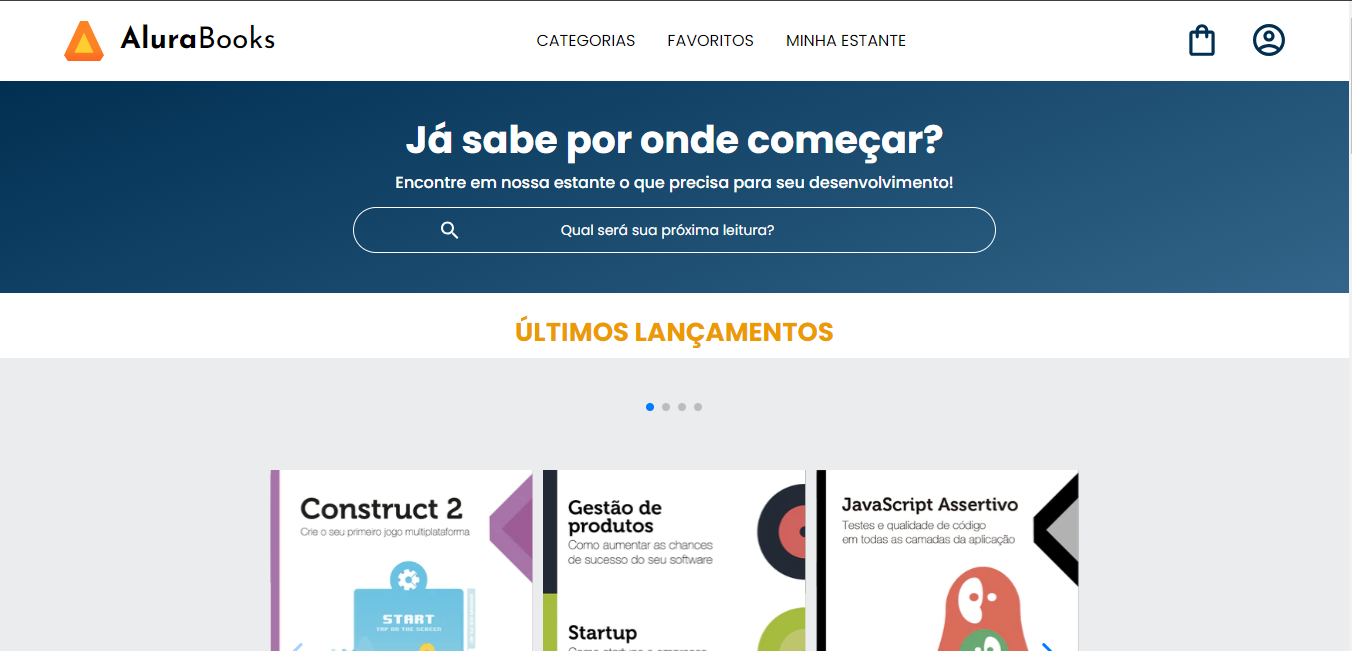 AluraBooks
CATEGORIAS
FAVORITOS
MINHA ESTANTE
Já sabe por onde começar?
Encontre em nossa estante o que precisa para seu desenvolvimento!
Qual será sua próxima leitura?
ÚLTIMOS LANÇAMENTOS
Construct 2
Crie o seu primeiro jogo multiplataforma
START
TAP ON THE SCREEN
Gestão de
produtos
Como aumentar as chances
de sucesso do seu software
Startup
JavaScript Assertivo
Testes e qualidade de código
em todas as camadas da aplicação